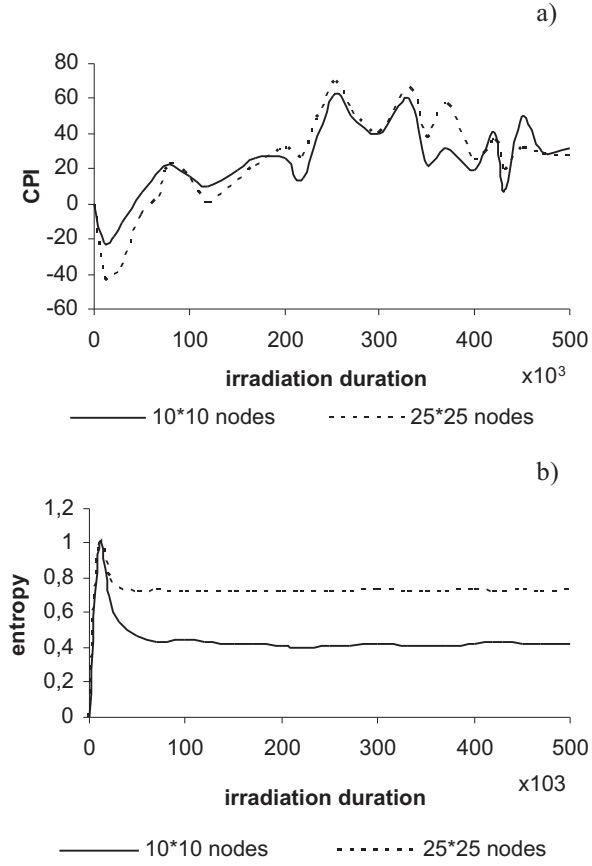 a)
80
60
40
20
0
-20
-40
-60
CPI
0 100 200 300 400 500
irradiation duration x10³
10*10 nodes 25*25 nodes
b)
1,2
1
0,8
0,6
0,4
0,2
0
entropy
0 100 200 300 400 500
irradiation duration x103
10*10 nodes 25*25 nodes